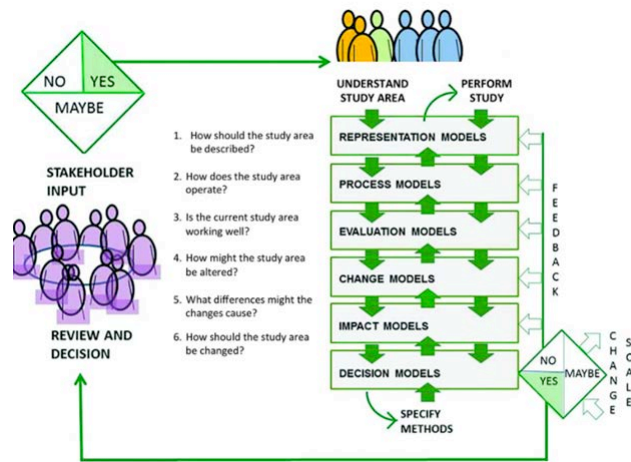 NO YES
MAYBE
STAKEHOLDER
INPUT
REVIEW AND
DECISION
1. How should the study area
be described?
2. How does the study area
operate?
3. Is the current study area
working well?
4. How might the study area
be altered?
5. What differences might the
changes cause?
6. How should the study area
be changed?
UNDERSTAND
STUDY AREA
PERFORM
STUDY
REPRESENTATION MODELS
PROCESS MODELS
EVALUATION MODELS
CHANGE MODELS
IMPACT MODELS
DECISION MODELS
SPECIFY
METHODS
FEEDBACK
NO
MAYBE
YES
CHANGE
SCALE